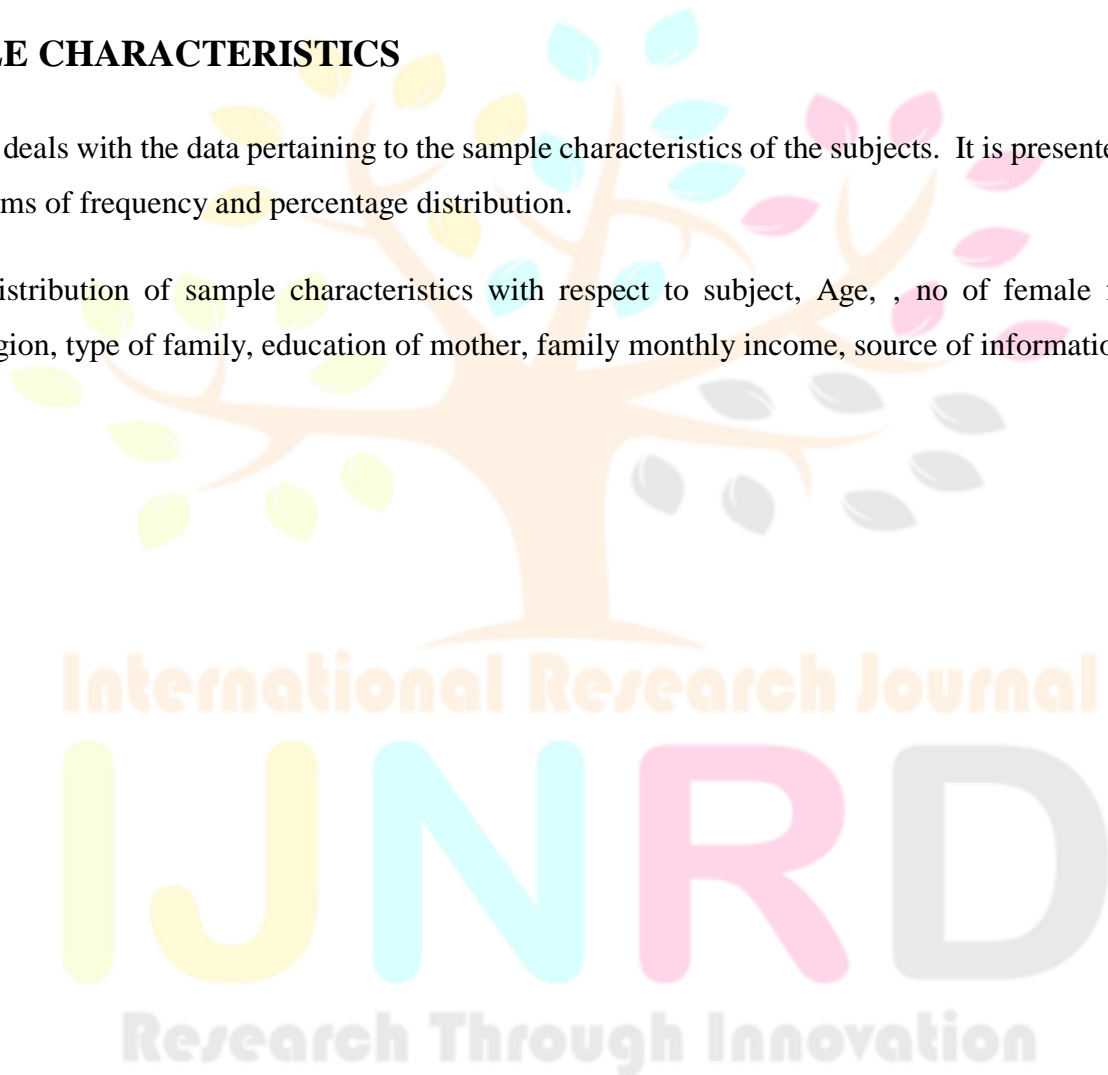 LE CHARACTERISTICS
deals with the data pertaining to the sample characteristics of the subjects. It is presente
ms of frequency and percentage distribution.
istribution of sample characteristics with respect to subject, Age, , no of female
gion, type of family, education of mother, family monthly income, source of informatio
International Research Journal
IJNRD
Research Through Innovation